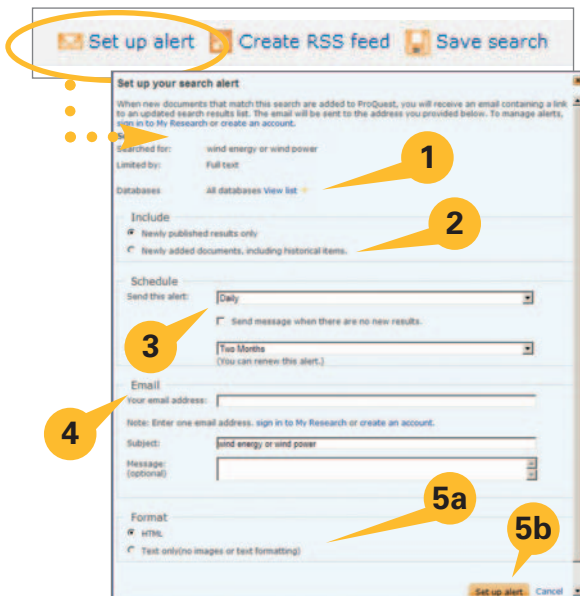 Set up alert Create RSS feed Save search
Set up your search alert
When new documents that match this search are added to ProQuest, you will receive an email containing a link
to an updated search results list. The email will be sent to the address you provided below. To manage alerts,
sign in to My Research or create an account.
Searched for: wind energy or wind power
Limited by: Full text
1
Databases All databases View list
2
Include
Newly published results only
Newly added documents, including historical items.
Schedule
Send this alert: Daily
Send message when there are no new results.
3
Two Months
(You can renew this alert.)
Email
4
Your email address:
Note: Enter one email address. sign in to My Research or create an account.
Subject: wind energy or wind power
Message:
(optional)
5a
Format
HTML
5b
Text only(no images or text formatting)
Set up alert Cancel